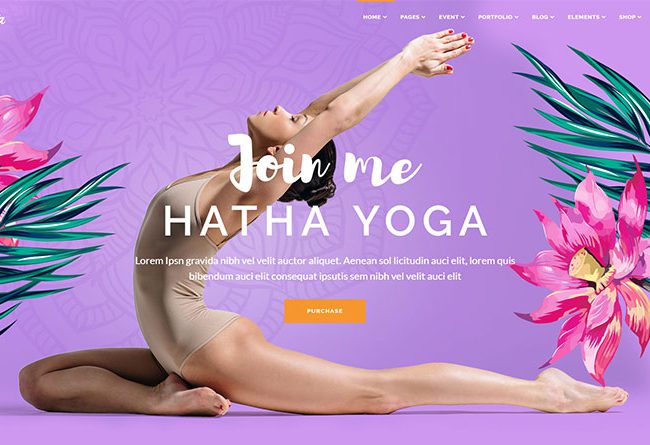 HOME PAGES EVENT PORTFOLIO BLOG ELEMENTS SHOP
Join me
HATHA YOGA
Lorem Ipsn gravida nibh vel velit auctor aliquet. Aenean sol licitudin auci elit, lorem quis
bibendum auci elit consequat ipsutis sem nibh vel velit auci elit
PURCHASE